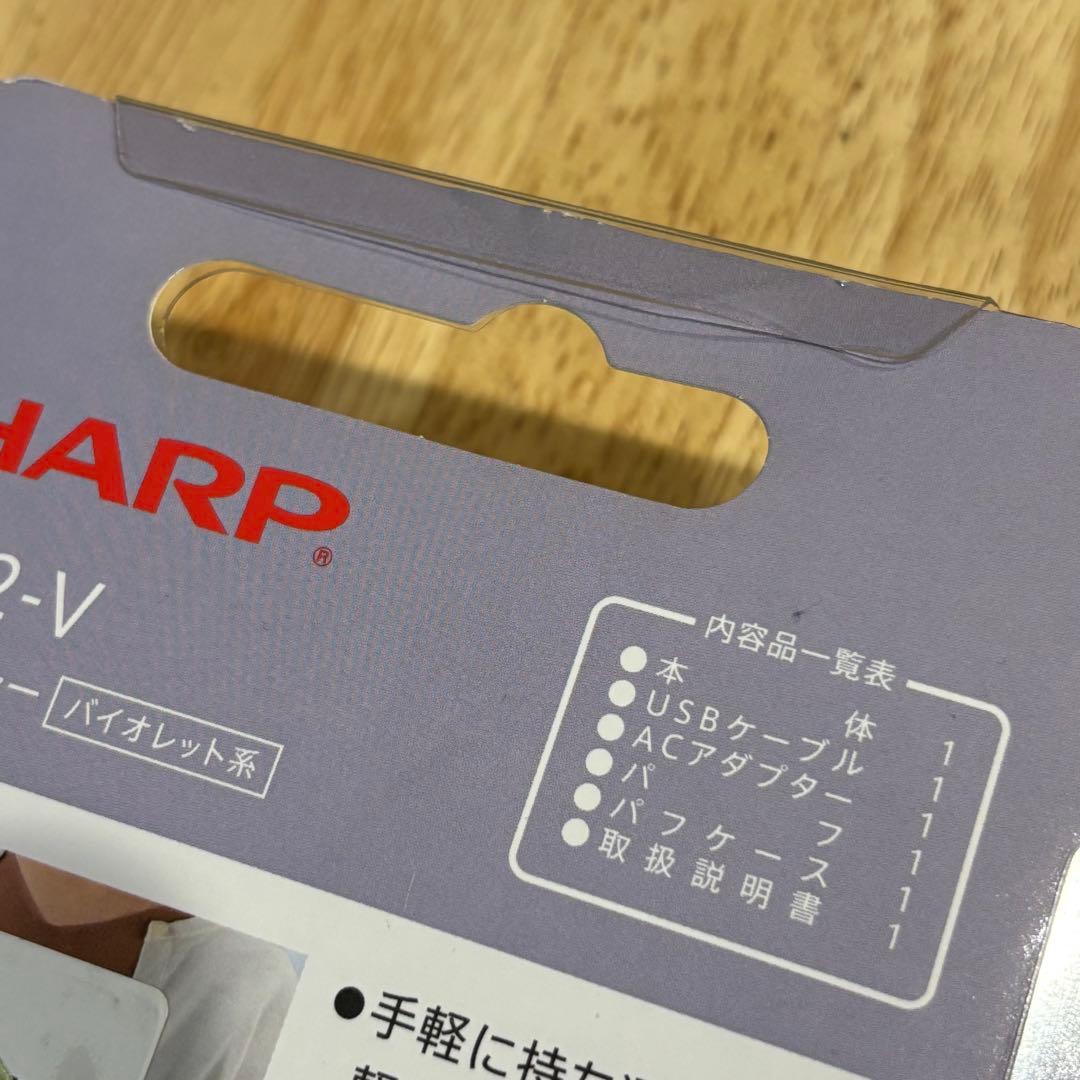 HARP®
2-V
ー バイオレット系
内容品一覧表
●本体 1
●USBケーブル 1
●ACアダプター 1
●パフ 1
●パフケース 1
●取扱説明書 1
●手軽に持ち